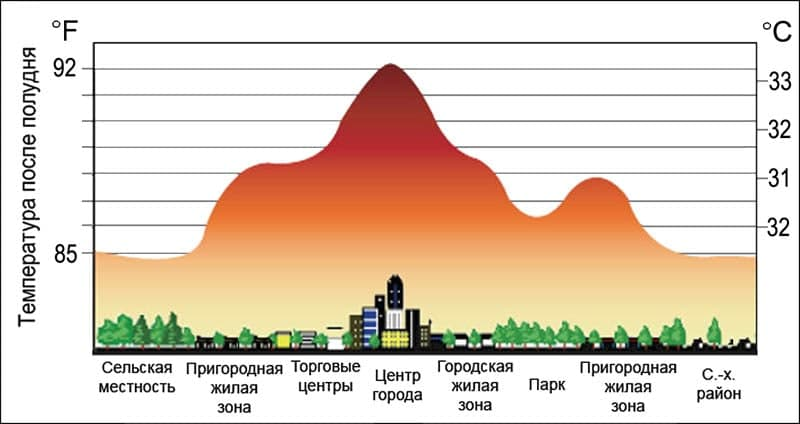 °F
°C
Температура после полудня
92
85
33
32
31
32
Сельская
местность
Пригородная
жилая
зона
Торговые
центры
Центр
города
Городская
жилая
зона
Парк
Пригородная
жилая
зона
С.-х.
район